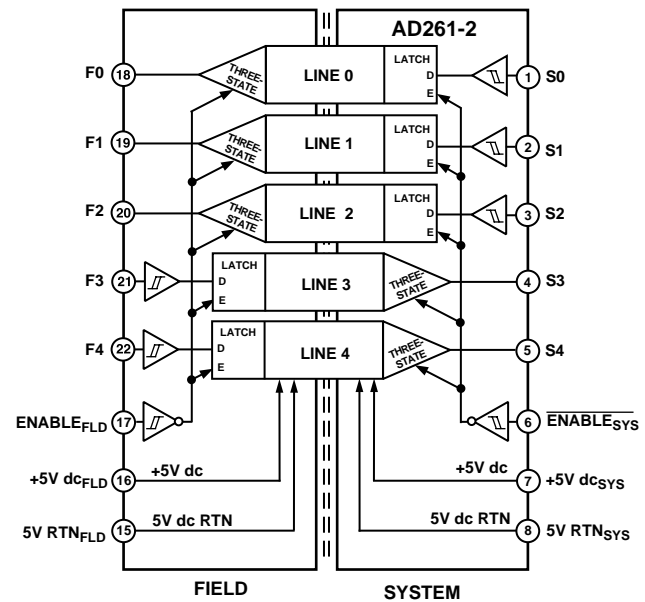 AD261-2
F0 18 THREE-STATE LINE 0 LATCH D E 1 S0
F1 19 THREE-STATE LINE 1 LATCH D E 2 S1
F2 20 THREE-STATE LINE 2 LATCH D E 3 S2
F3 21 LATCH D E LINE 3 THREE-STATE 4 S3
F4 22 LATCH D E LINE 4 THREE-STATE 5 S4
ENABLEFLD 17 6 ENABLESYS
+5V dcFLD 16 +5V dc +5V dc 7 +5V dcSYS
5V RTNFLD 15 5V dc RTN 5V dc RTN 8 5V RTNSYS
FIELD SYSTEM